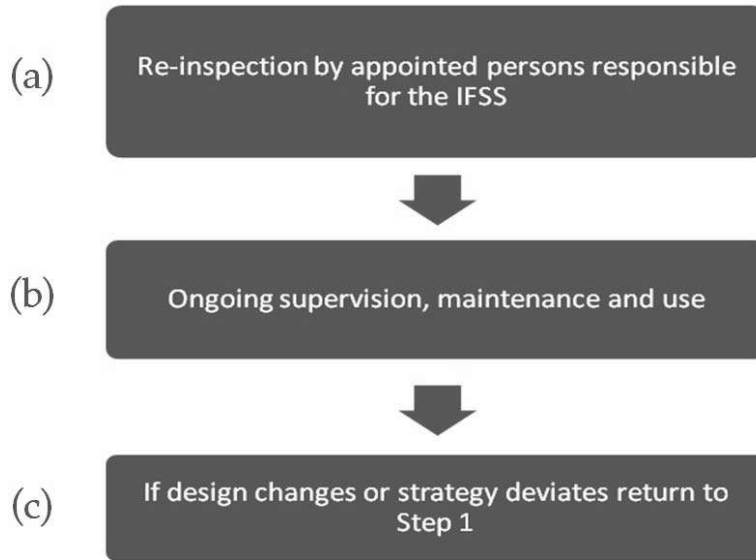 (a)
Re-inspection by appointed persons responsible
for the IFSS
(b)
Ongoing supervision, maintenance and use
(c)
If design changes or strategy deviates return to
Step 1